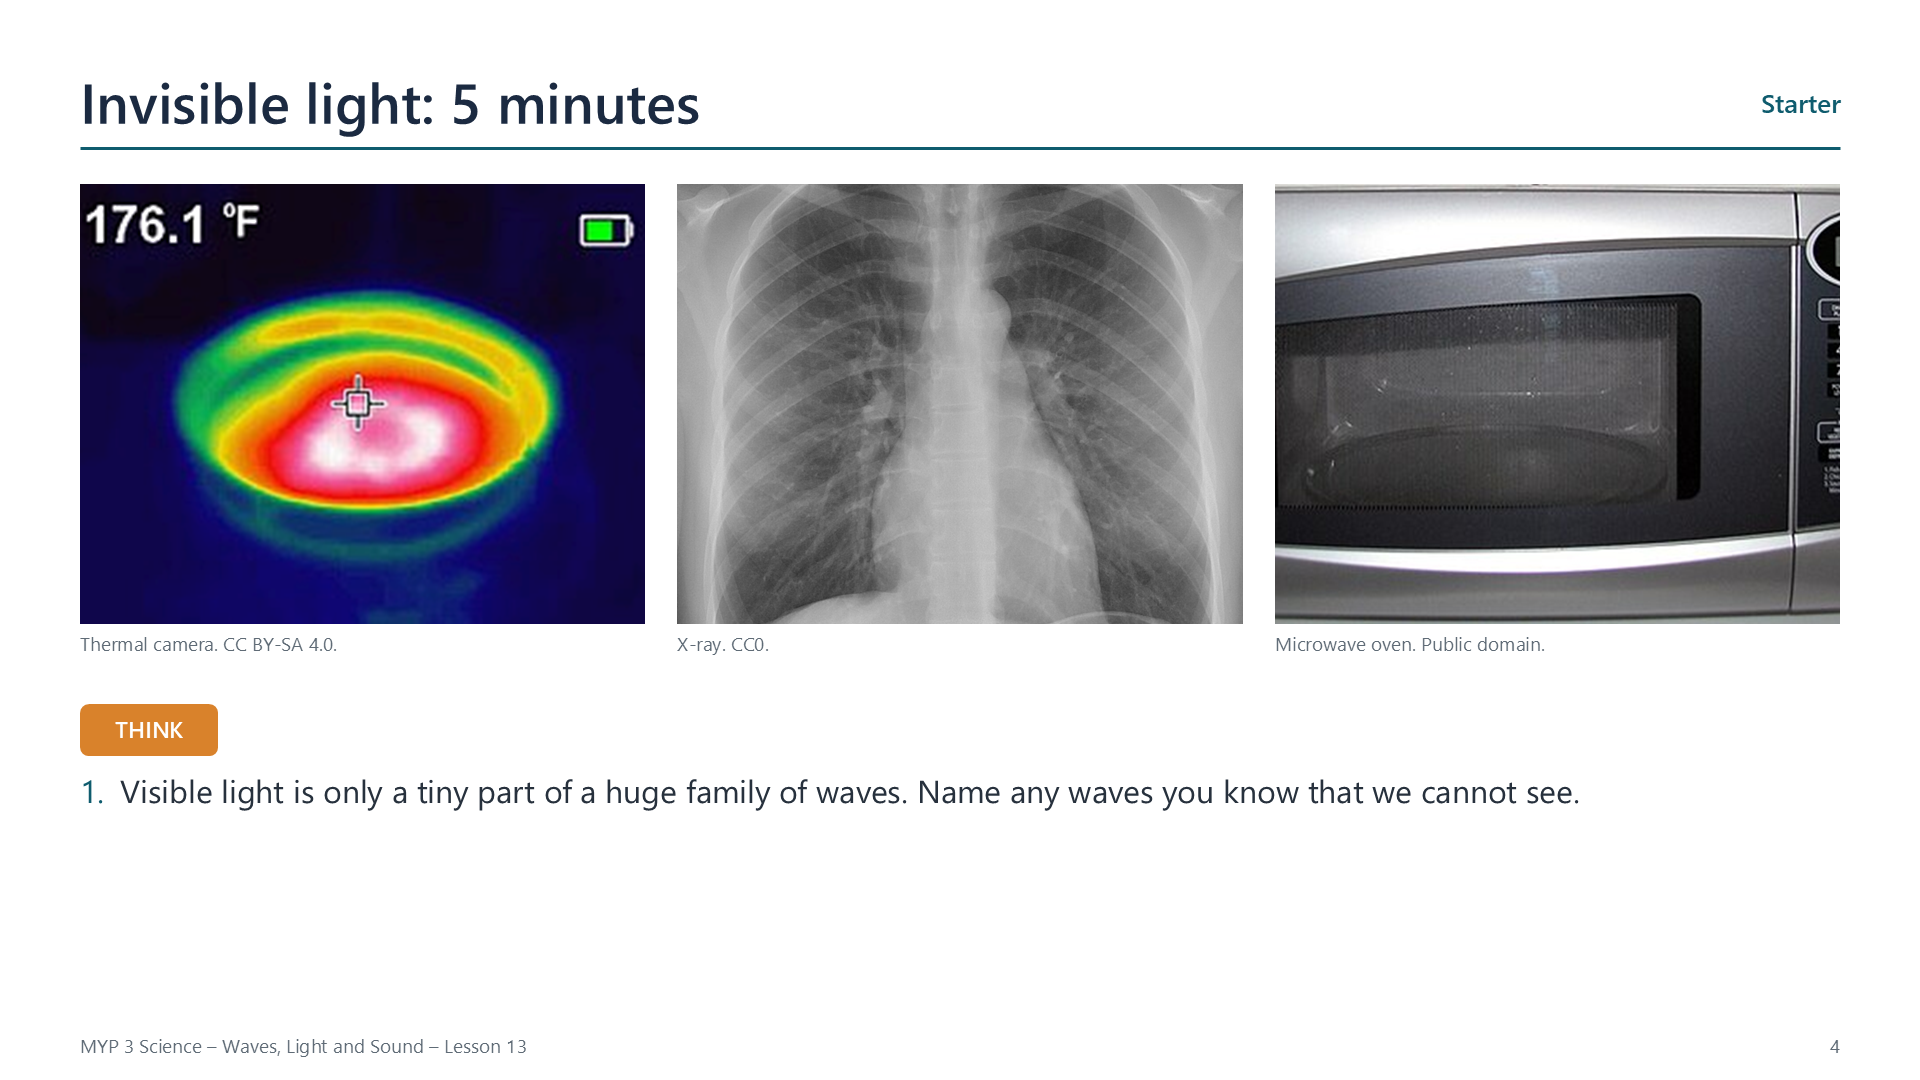 Invisible light: 5 minutes
Starter
176.1 °F
Thermal camera. CC BY-SA 4.0.
X-ray. CC0.
Microwave oven. Public domain.
THINK
1. Visible light is only a tiny part of a huge family of waves. Name any waves you know that we cannot see.
MYP 3 Science – Waves, Light and Sound – Lesson 13
4